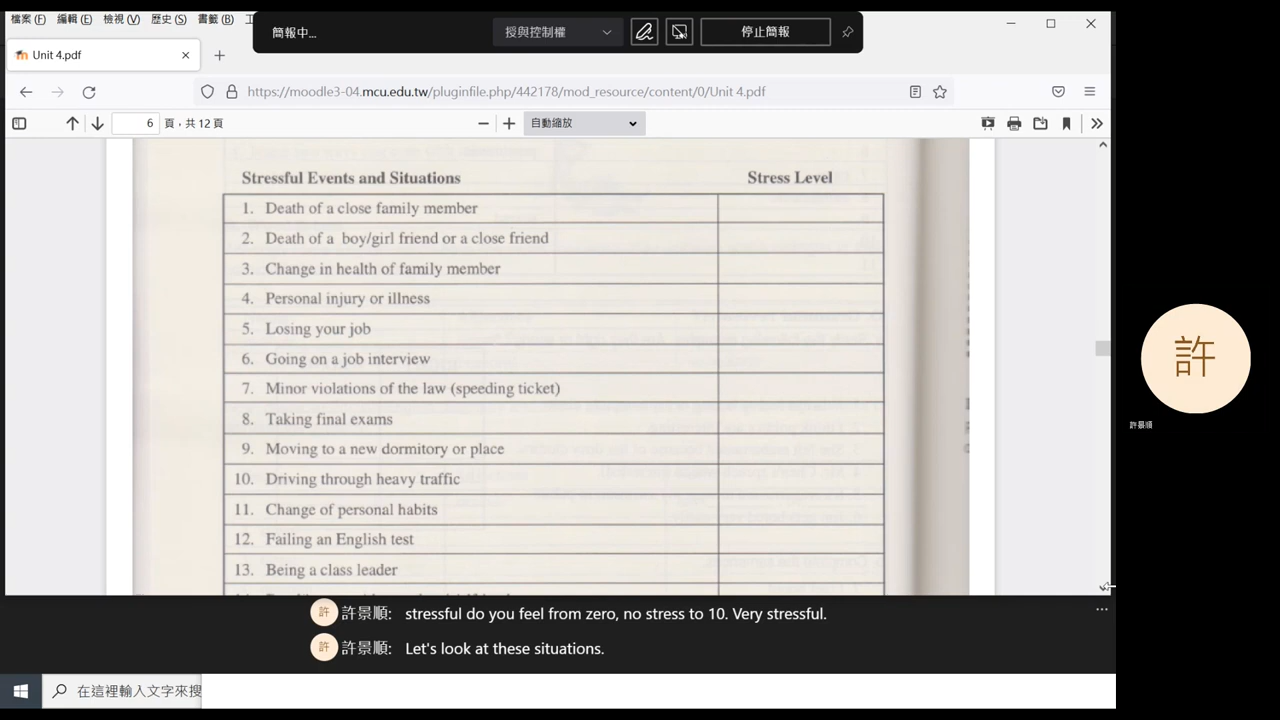 檔案 (F) 編輯 (E) 檢視 (V) 歷史 (S) 書籤 (B) 工
簡報中... 授與控制權 停止簡報
Unit 4.pdf
https://moodle3-04.mcu.edu.tw/pluginfile.php/442178/mod_resource/content/0/Unit 4.pdf
6 頁，共 12 頁 自動縮放
Stressful Events and Situations Stress Level
1. Death of a close family member
2. Death of a boy/girl friend or a close friend
3. Change in health of family member
4. Personal injury or illness
5. Losing your job
6. Going on a job interview
7. Minor violations of the law (speeding ticket)
8. Taking final exams
9. Moving to a new dormitory or place
10. Driving through heavy traffic
11. Change of personal habits
12. Failing an English test
13. Being a class leader
許
許景順
許 許景順: stressful do you feel from zero, no stress to 10. Very stressful.
許 許景順: Let's look at these situations.
在這裡輸入文字來搜